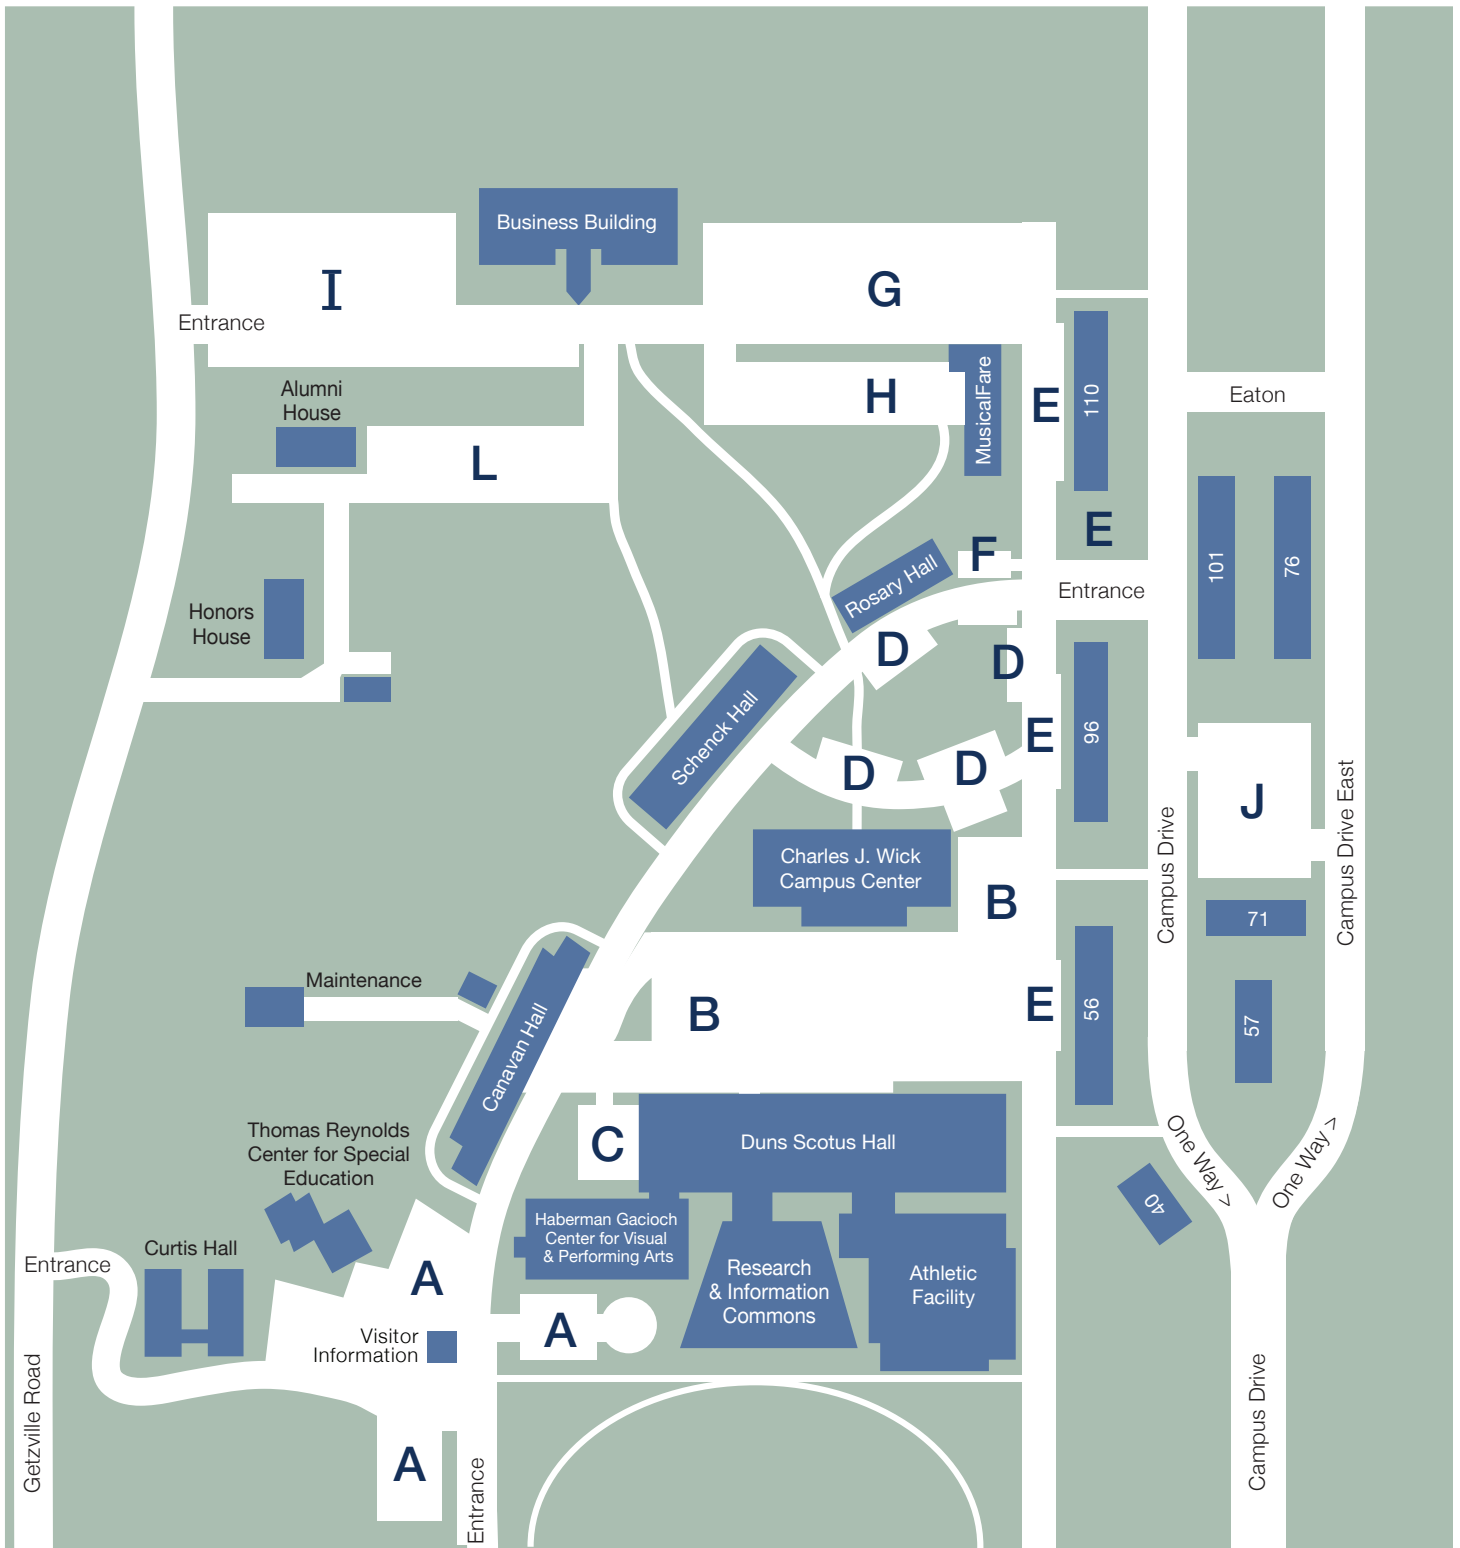 Business Building
I
G
Entrance
MusicalFare
H
E
110
Eaton
Alumni
House
L
E
F
101
76
Rosary Hall
Entrance
Honors
House
D
D
Schenck Hall
E
96
D
D
J
Campus Drive
Campus Drive East
Charles J. Wick
Campus Center
B
71
Maintenance
Canavan Hall
B
E
56
57
Thomas Reynolds
Center for Special
Education
C
Duns Scotus Hall
One Way >
One Way >
40
Haberman Gacioch
Center for Visual
& Performing Arts
Curtis Hall
Entrance
A
Research
& Information
Commons
Athletic
Facility
Visitor
Information
A
Getzville Road
A
Entrance
Campus Drive